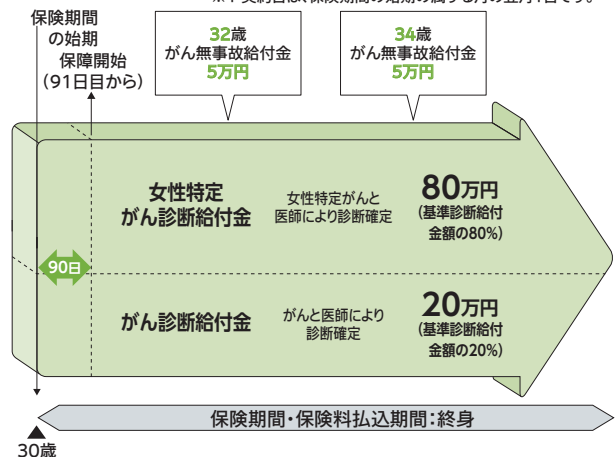 保険期間
の始期
保障開始
(91日目から)
32歳
がん無事故給付金
5万円
34歳
がん無事故給付金
5万円
女性特定
がん診断給付金
女性特定がんと
医師により診断確定
80万円
(基準診断給付
金額の80%)
90日
がん診断給付金
がんと医師により
診断確定
20万円
(基準診断給付
金額の20%)
保険期間・保険料払込期間:終身
30歳